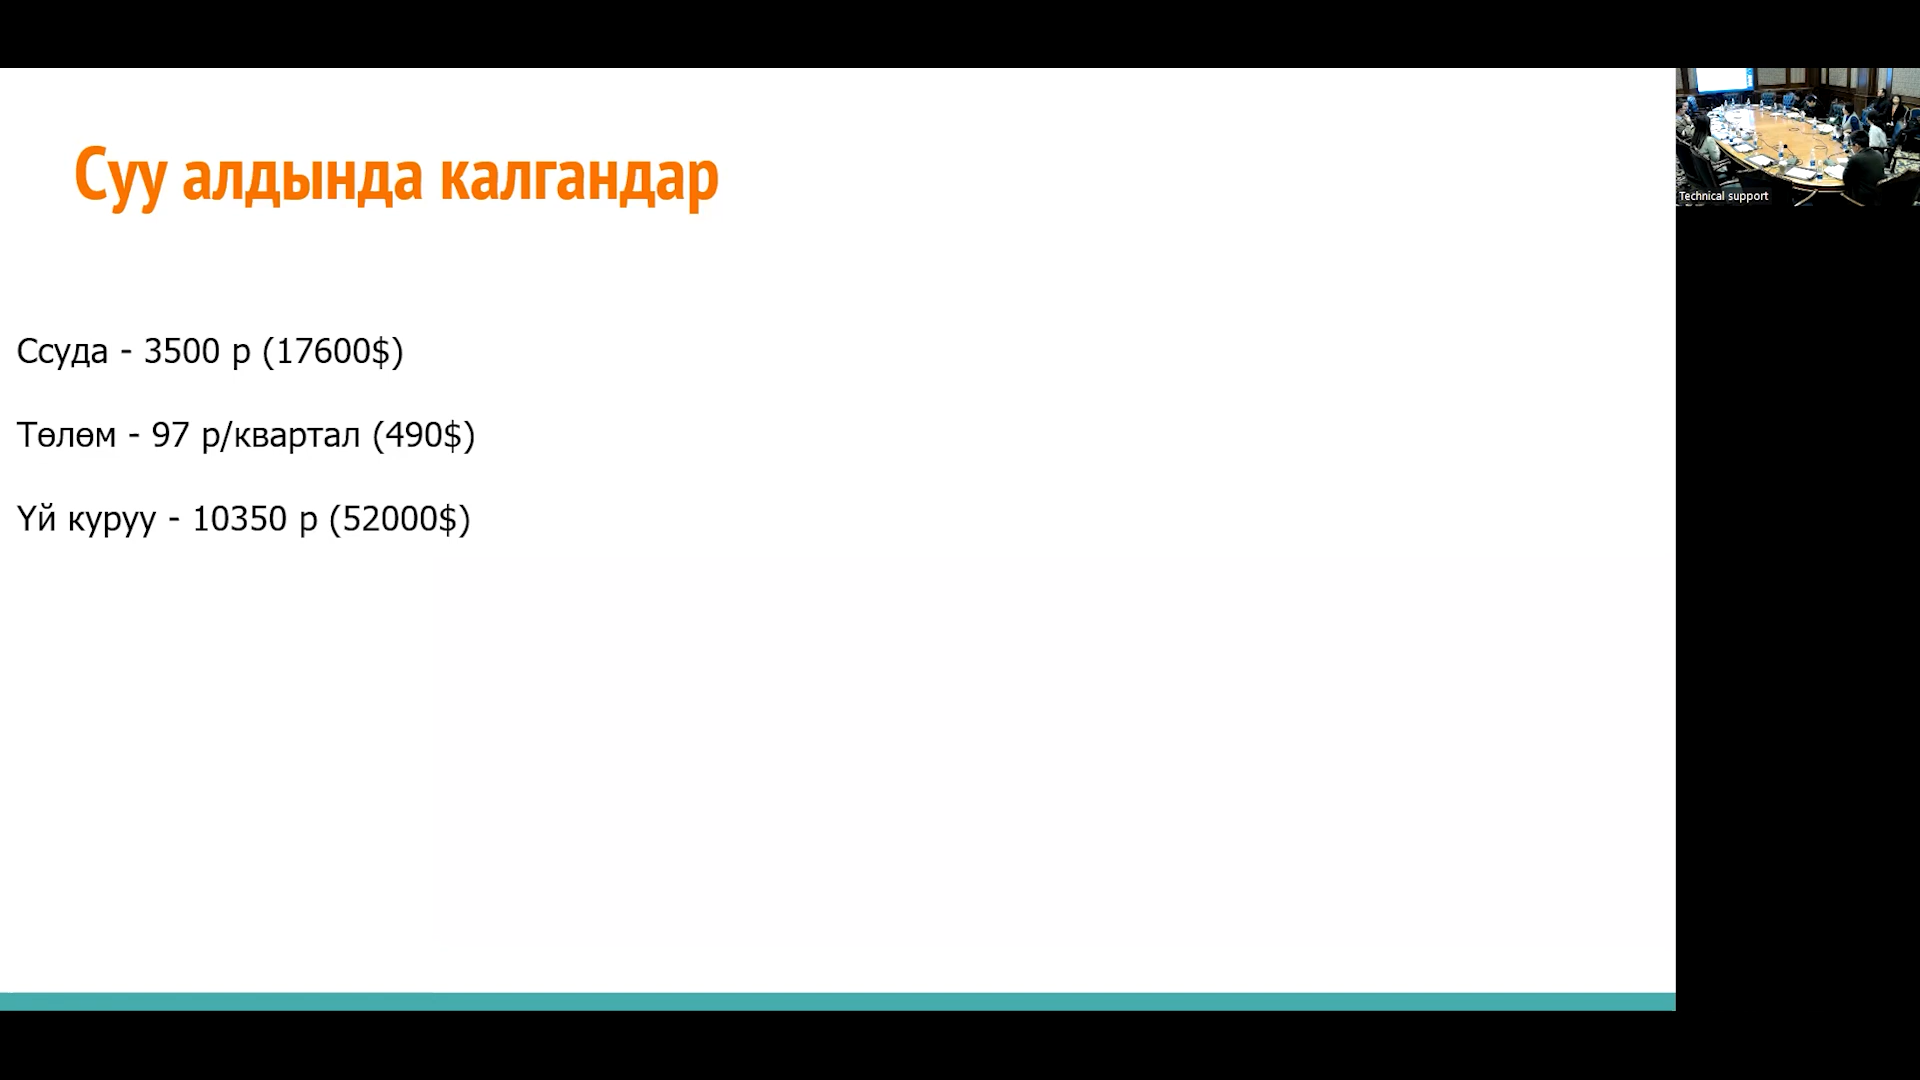 Суу алдында калгандар
Technical support
Ссуда - 3500 р (17600$)
Төлөм - 97 р/квартал (490$)
Үй куруу - 10350 р (52000$)